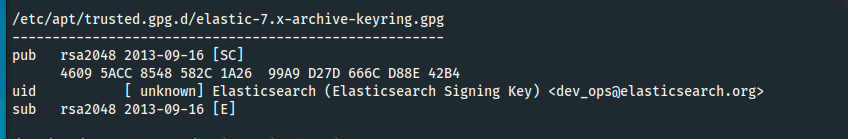 /etc/apt/trusted.gpg.d/elastic-7.x-archive-keyring.gpg
------------------------------------------------------
pub   rsa2048 2013-09-16 [SC]
      4609 5ACC 8548 582C 1A26  99A9 D27D 666C D88E 42B4
uid           [ unknown] Elasticsearch (Elasticsearch Signing Key) <dev_ops@elasticsearch.org>
sub   rsa2048 2013-09-16 [E]